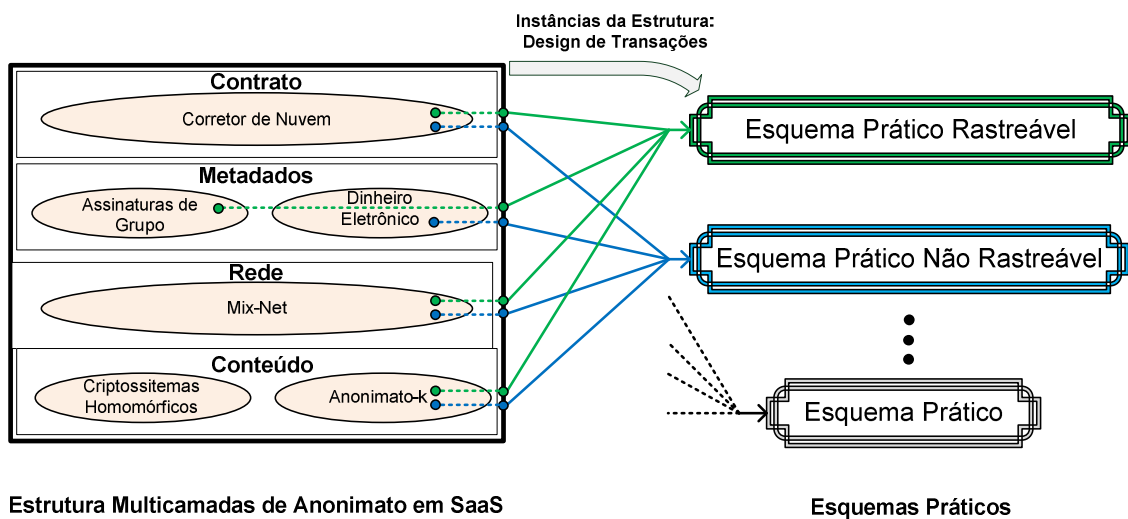 Instâncias da Estrutura:
Design de Transações
Contrato
Corretor de Nuvem
Metadados
Assinaturas de
Grupo
Dinheiro
Eletrônico
Rede
Mix-Net
Conteúdo
Criptossitemas
Homomórficos
Anonimato-k
Esquema Prático Rastreável
Esquema Prático Não Rastreável
Esquema Prático
Estrutura Multicamadas de Anonimato em SaaS
Esquemas Práticos